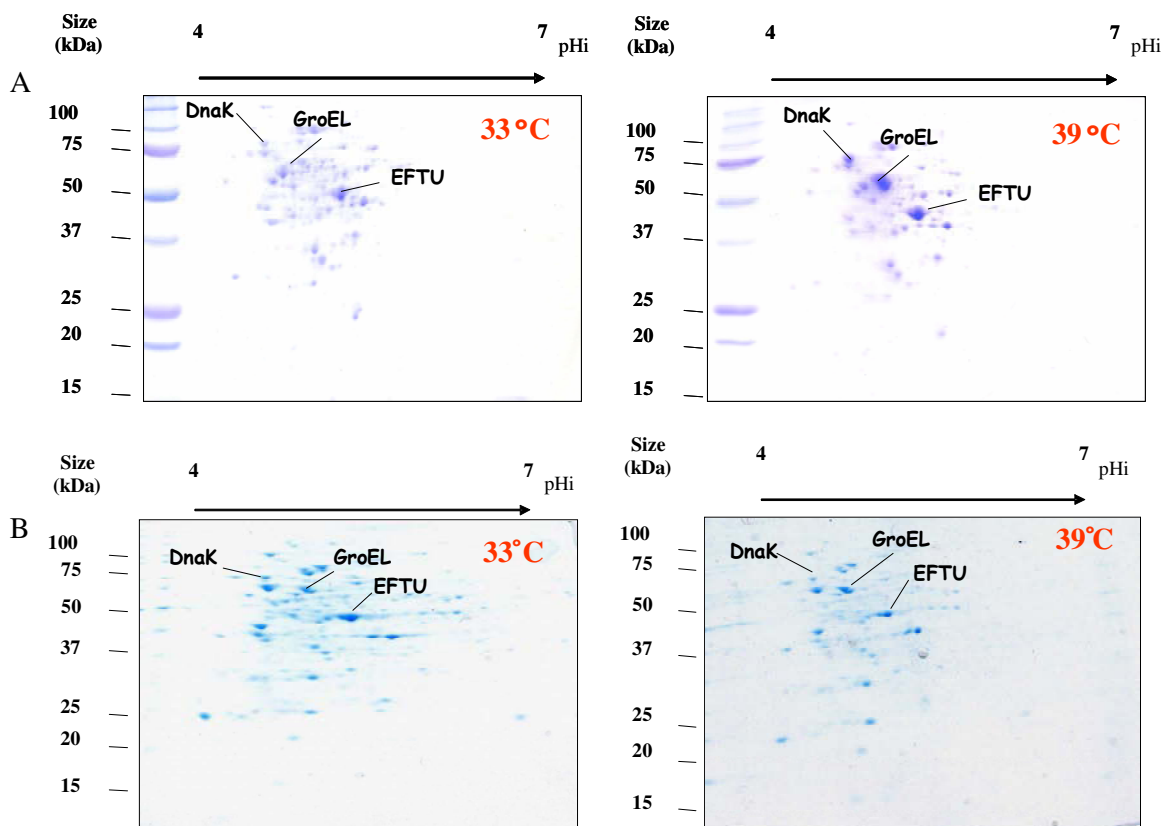 Size
(kDa)
4
7
pHi
A
100
75
50
37
25
20
15
DnaK
GroEL
EFTU
33°C
Size
(kDa)
4
7
pHi
100
75
50
37
25
20
15
DnaK
GroEL
EFTU
39°C
Size
(kDa)
4
7
pHi
B
100
75
50
37
25
20
15
DnaK
GroEL
EFTU
33°C
Size
(kDa)
4
7
pHi
100
75
50
37
25
20
15
DnaK
GroEL
EFTU
39°C